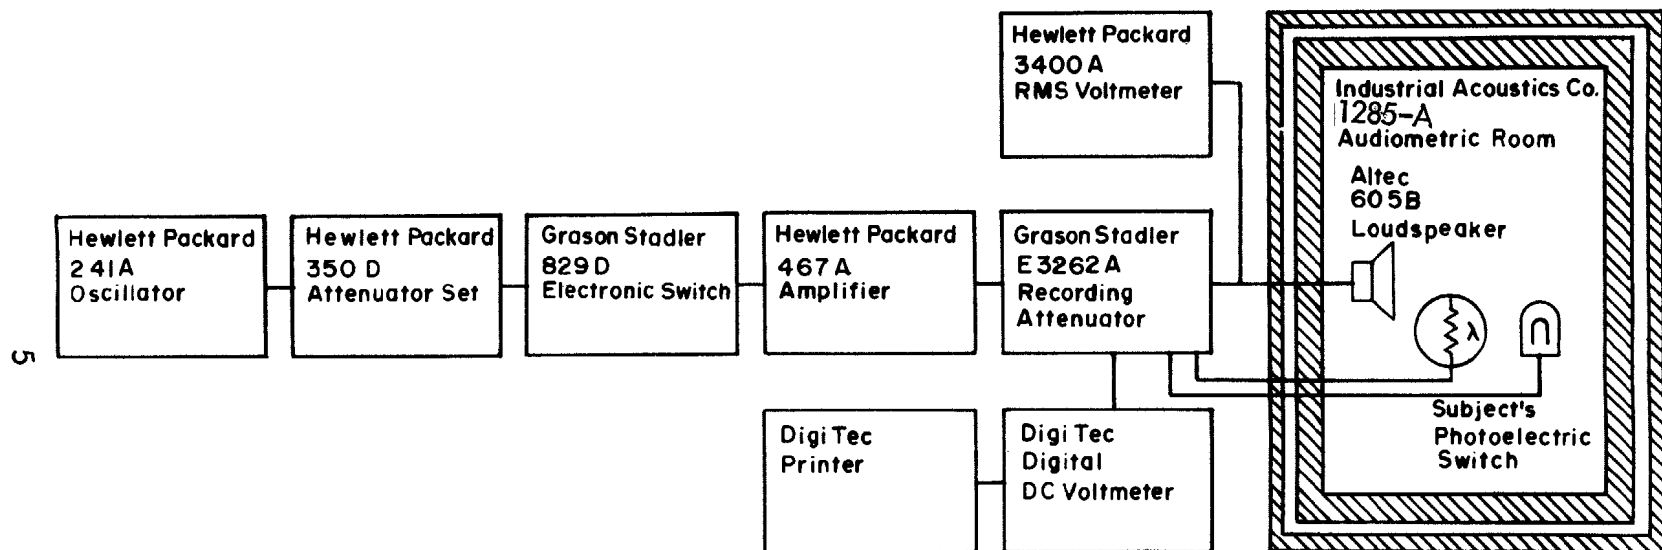 Hewlett Packard
3400A
RMS Voltmeter
Industrial Acoustics Co.
1285-A
Audiometric Room
Altec
605B
Loudspeaker
Hewlett Packard
241A
Oscillator
Hewlett Packard
350 D
Attenuator Set
Grason Stadler
829D
Electronic Switch
Hewlett Packard
467A
Amplifier
Grason Stadler
E3262A
Recording
Attenuator
λ
5
Subject's
Photoelectric
Switch
Digi Tec
Printer
Digi Tec
Digital
DC Voltmeter